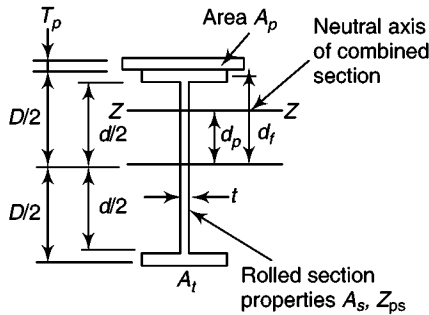 T_p
Area A_p
Neutral axis
of combined
section
D/2
d/2
Z
Z
d_p
d_f
D/2
d/2
t
A_t
Rolled section
properties A_s, Z_ps